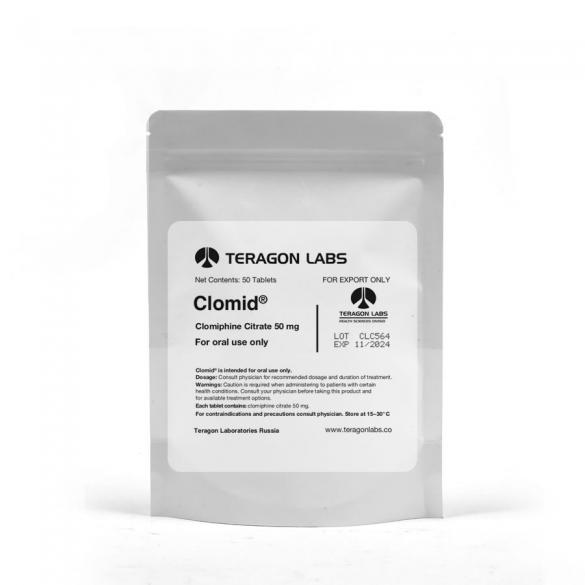 TERAGON LABS
Net Contents: 50 Tablets
FOR EXPORT ONLY
Clomid®
Clomiphine Citrate 50 mg
For oral use only
TERAGON LABS
HEALTH SCIENCES DIVISIO
LOT CLC564
EXP 11/2024
Clomid® is intended for oral use only.
Dosage: Consult physician for recommended dosage and duration of treatment.
Warnings: Caution is required when administering to patients with certain
health conditions. Consult your physician before taking this product and
for available treatment options.
Each tablet contains: clomiphine citrate 50 mg.
For contraindications and precautions consult physician. Store at 15–30°C
Teragon Laboratories Russia
www.teragonlabs.co